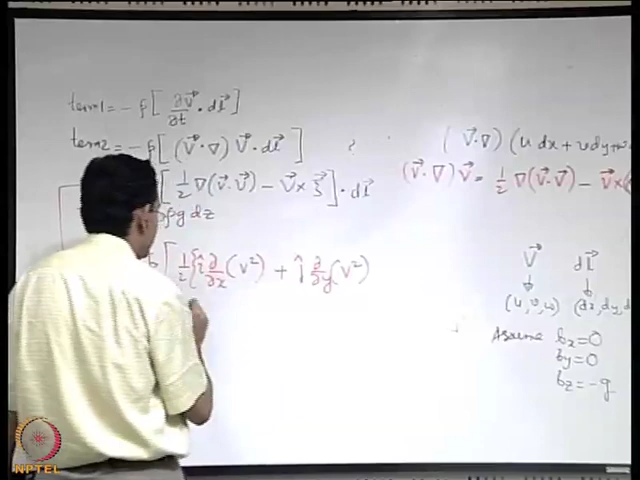 term1 = - ρ [ ∂V⃗/∂t · dl⃗ ]
term2 = - ρ [ (V⃗·∇) V⃗ · dl⃗ ] ?
(V⃗·∇) (u dx + v dy + w
[ 1/2 ∇(V⃗·V⃗) - V⃗ × ξ⃗ ] · dl⃗
(V⃗·∇) V⃗ = 1/2 ∇(V⃗·V⃗) - V⃗ × (
ρg dz
[ 1/2 { î ∂/∂x (V²) + ĵ ∂/∂y (V²)
V⃗ dl⃗
↓ ↓
(u, v, w) (dx, dy, d
Assume bx = 0
by = 0
bz = -g
NPTEL